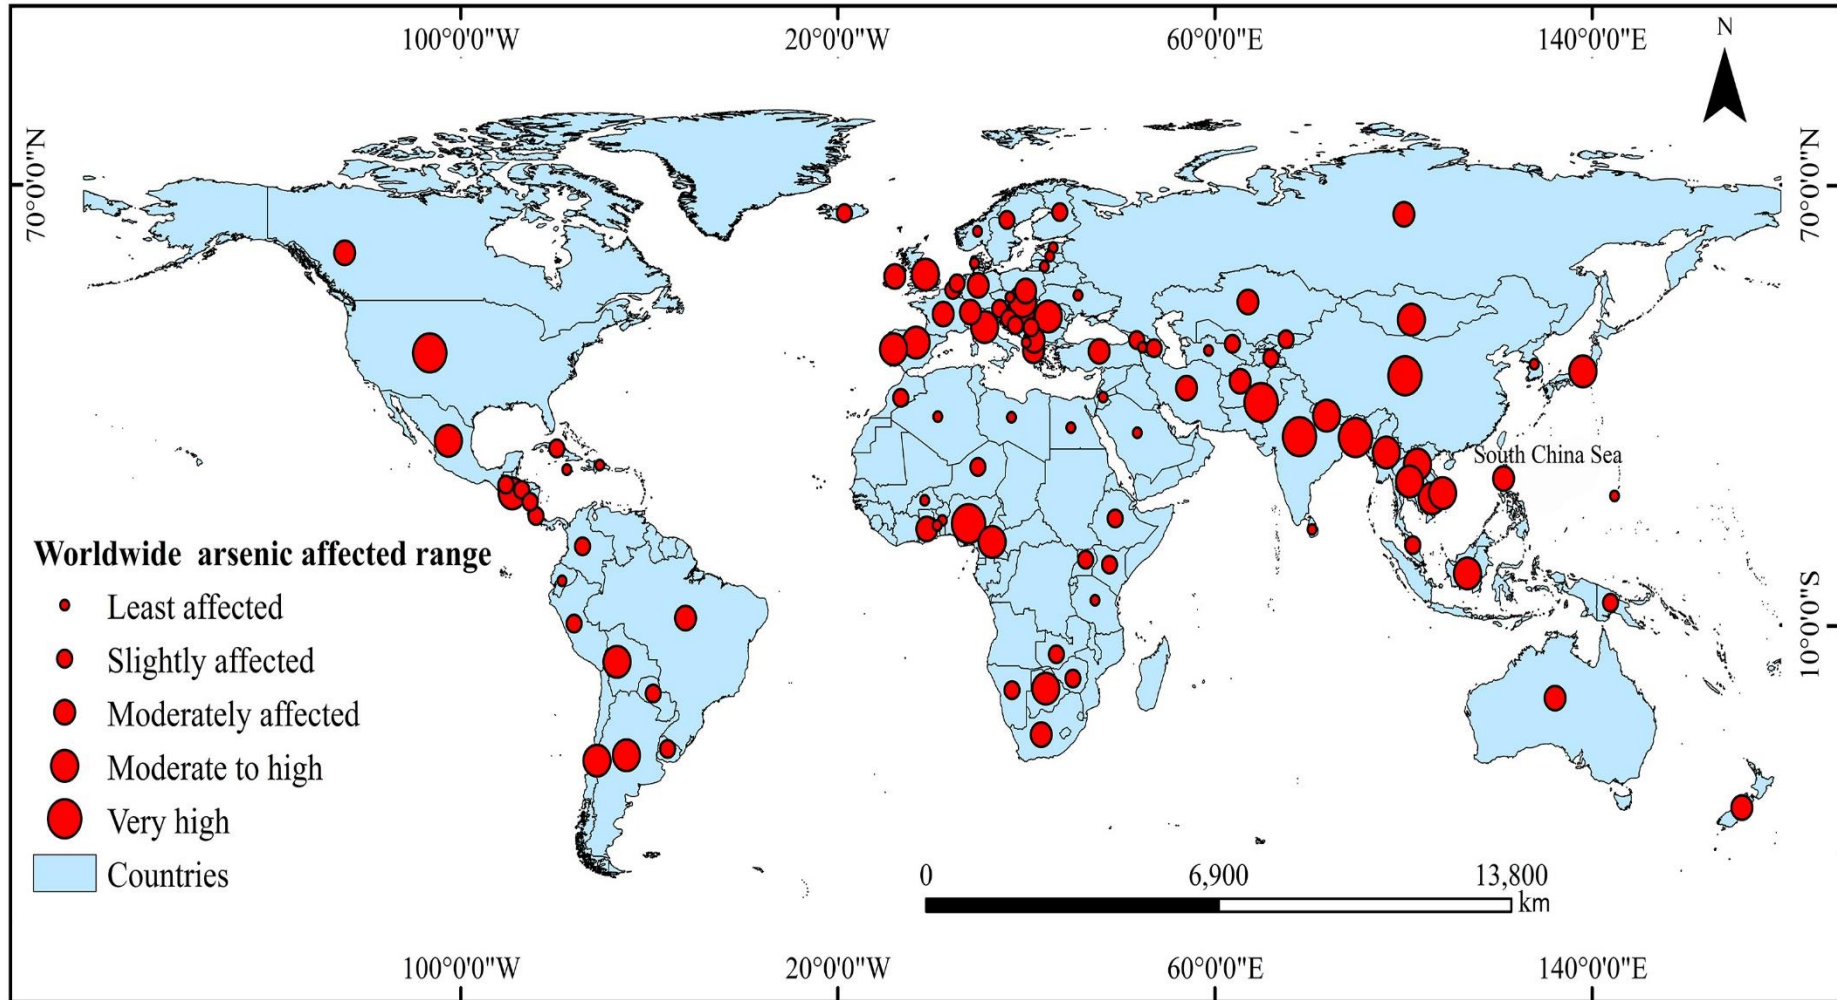 100°0'0"W
20°0'0"W
60°0'0"E
140°0'0"E
N
70°0'0"N
70°0'0"N
South China Sea
Worldwide arsenic affected range
Least affected
Slightly affected
Moderately affected
Moderate to high
Very high
Countries
10°0'0"S
0
6,900
13,800
km
100°0'0"W
20°0'0"W
60°0'0"E
140°0'0"E